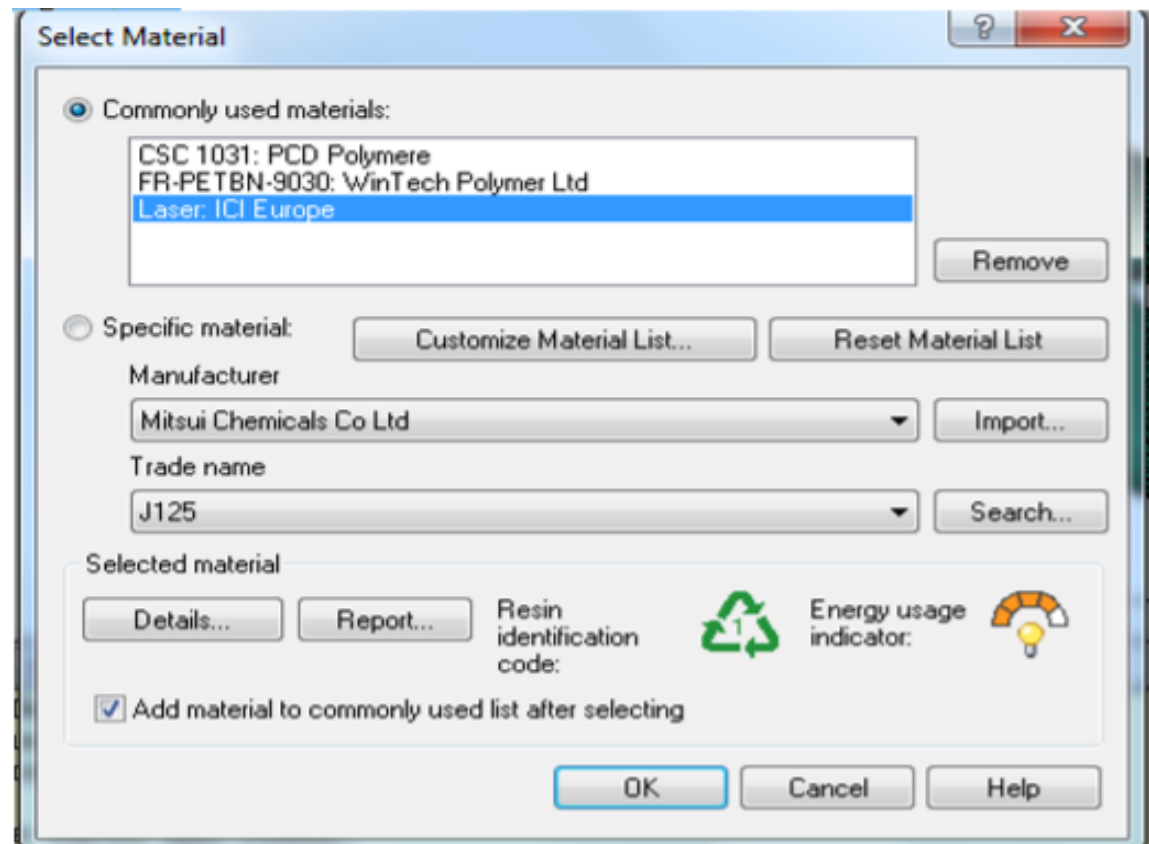 Select Material
Commonly used materials:
CSC 1031: PCD Polymere
FR-PETBN-9030: WinTech Polymer Ltd
Laser: ICI Europe
Remove
Specific material:
Customize Material List...
Reset Material List
Manufacturer
Mitsui Chemicals Co Ltd
Import...
Trade name
J125
Search...
Selected material
Details...
Report...
Resin
identification
code:
1
Energy usage
indicator:
Add material to commonly used list after selecting
OK
Cancel
Help